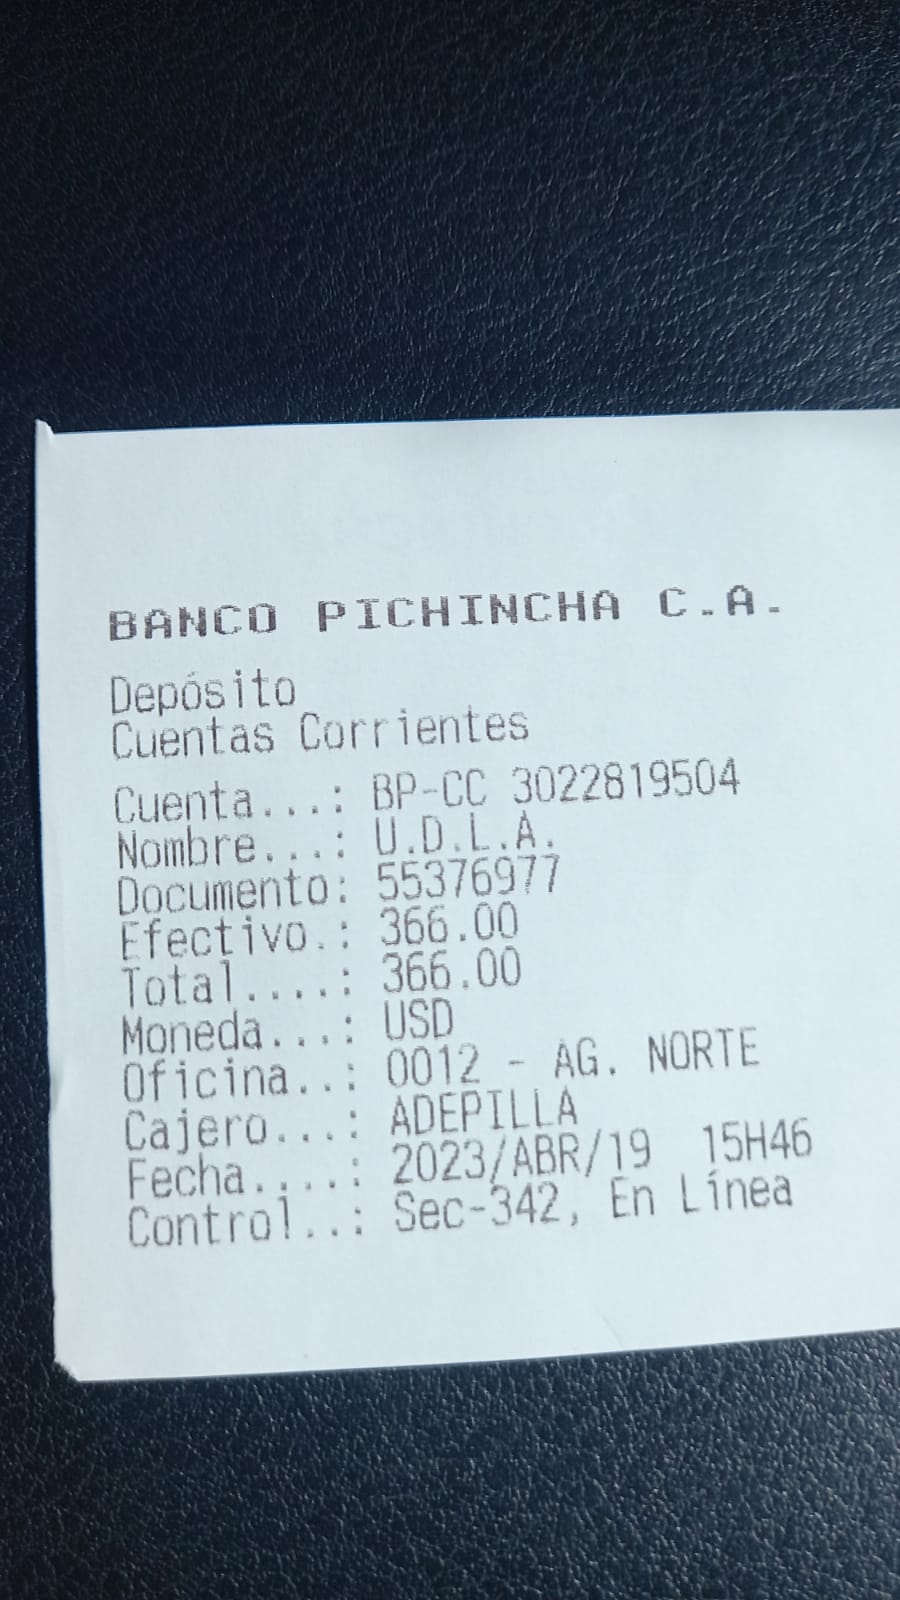 BANCO PICHINCHA C.A.
Depósito
Cuentas Corrientes
Cuenta...: BP-CC 3022819504
Nombre...: U.D.L.A.
Documento: 55376977
Efectivo.: 366.00
Total....: 366.00
Moneda...: USD
Oficina..: 0012 - AG. NORTE
Cajero...: ADEPILLA
Fecha....: 2023/ABR/19  15H46
Control..: Sec-342, En Línea